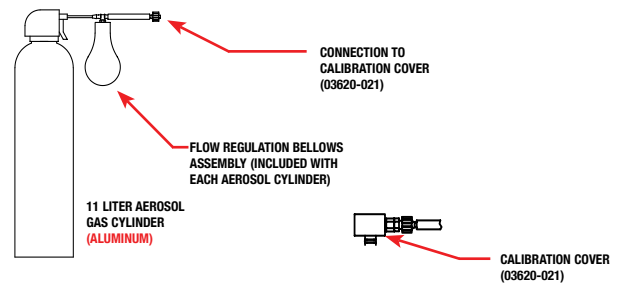 CONNECTION TO
CALIBRATION COVER
(03620-021)
FLOW REGULATION BELLOWS
ASSEMBLY (INCLUDED WITH
EACH AEROSOL CYLINDER)
11 LITER AEROSOL
GAS CYLINDER
(ALUMINUM)
CALIBRATION COVER
(03620-021)